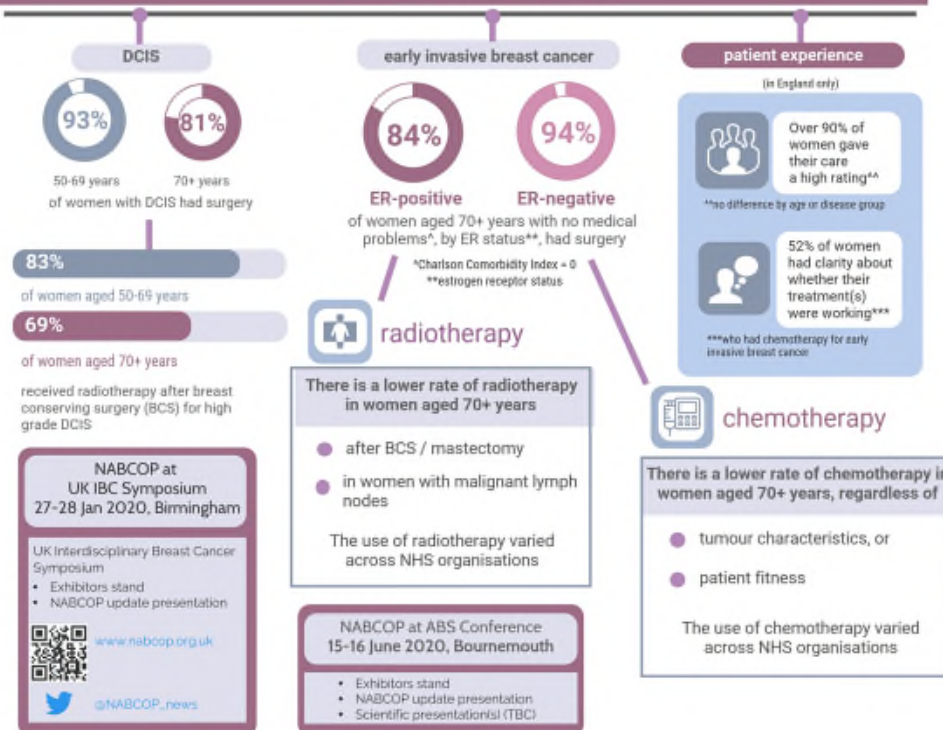 DCIS
93%
81%
50-69 years
70+ years
of women with DCIS had surgery
83%
of women aged 50-69 years
69%
of women aged 70+ years
received radiotherapy after breast
conserving surgery (BCS) for high
grade DCIS
NABCOP at
UK IBC Symposium
27-28 Jan 2020, Birmingham
UK Interdisciplinary Breast Cancer
Symposium
• Exhibitors stand
• NABCOP update presentation
www.nabcop.org.uk
@NABCOP_news
early invasive breast cancer
84%
94%
ER-positive
ER-negative
of women aged 70+ years with no medical
problems^, by ER status**, had surgery
^Charlson Comorbidity Index = 0
**estrogen receptor status
radiotherapy
There is a lower rate of radiotherapy
in women aged 70+ years
after BCS / mastectomy
in women with malignant lymph
nodes
The use of radiotherapy varied
across NHS organisations
NABCOP at ABS Conference
15-16 June 2020, Bournemouth
• Exhibitors stand
• NABCOP update presentation
• Scientific presentation(s) (TBC)
patient experience
(in England only)
Over 90% of
women gave
their care
a high rating^^
^^no difference by age or disease group
52% of women
had clarity about
whether their
treatment(s)
were working***
***who had chemotherapy for early
invasive breast cancer
chemotherapy
There is a lower rate of chemotherapy in
women aged 70+ years, regardless of
tumour characteristics, or
patient fitness
The use of chemotherapy varied
across NHS organisations